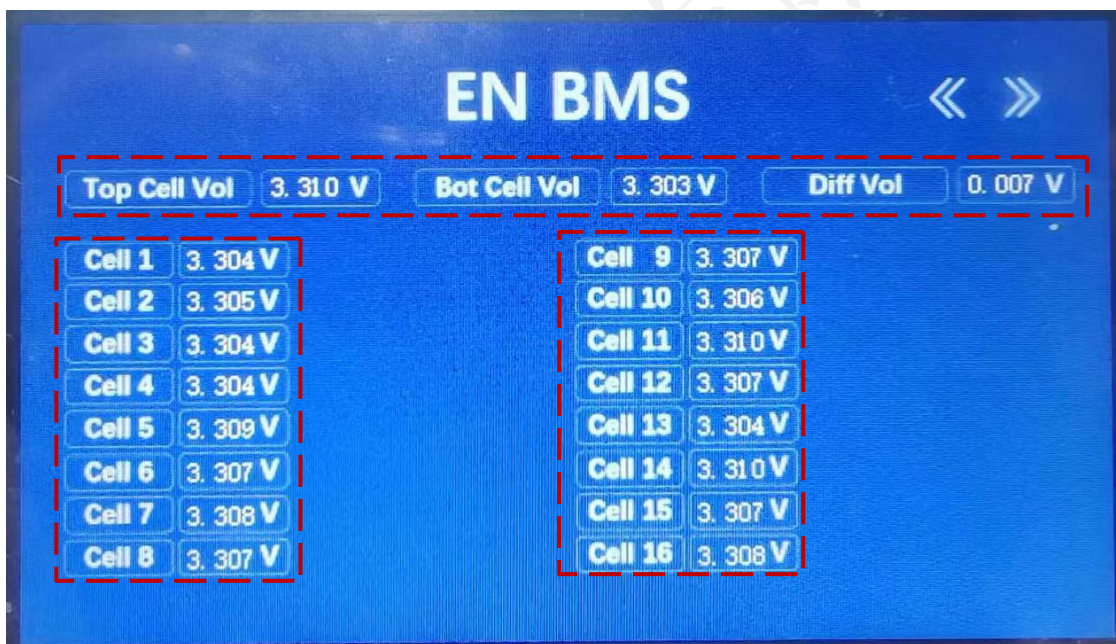 EN BMS
Top Cell Vol 3. 310 V Bot Cell Vol 3. 303 V Diff Vol 0. 007 V
Cell 1 3. 304 V
Cell 2 3. 305 V
Cell 3 3. 304 V
Cell 4 3. 304 V
Cell 5 3. 309 V
Cell 6 3. 307 V
Cell 7 3. 308 V
Cell 8 3. 307 V
Cell 9 3. 307 V
Cell 10 3. 306 V
Cell 11 3. 310 V
Cell 12 3. 307 V
Cell 13 3. 304 V
Cell 14 3. 310 V
Cell 15 3. 307 V
Cell 16 3. 308 V